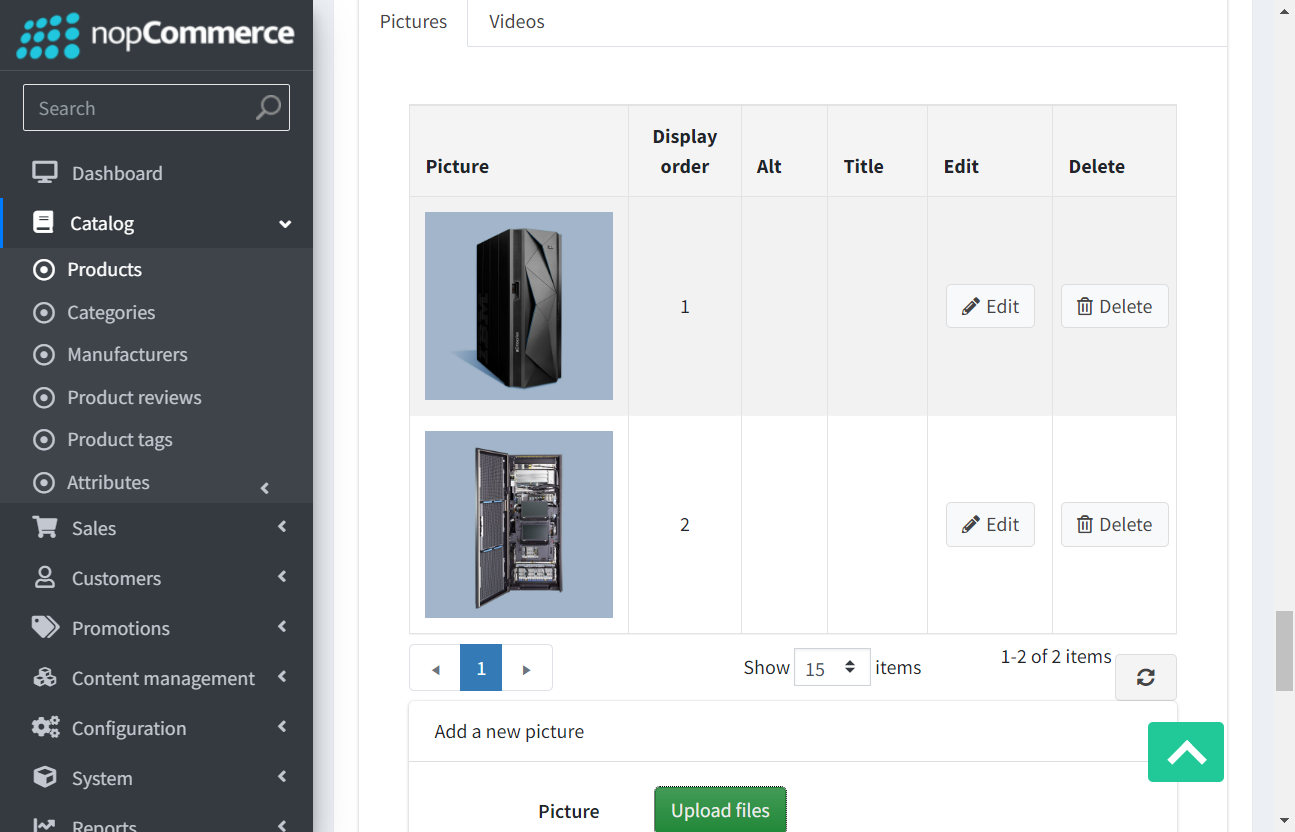 nopCommerce
Search
Dashboard
Catalog
Products
Categories
Manufacturers
Product reviews
Product tags
Attributes
Sales
Customers
Promotions
Content management
Configuration
System
Reports
Pictures
Videos
Picture
Display
order
Alt
Title
Edit
Delete
1
Edit
Delete
2
Edit
Delete
1
Show 15 items
1-2 of 2 items
Add a new picture
Picture
Upload files